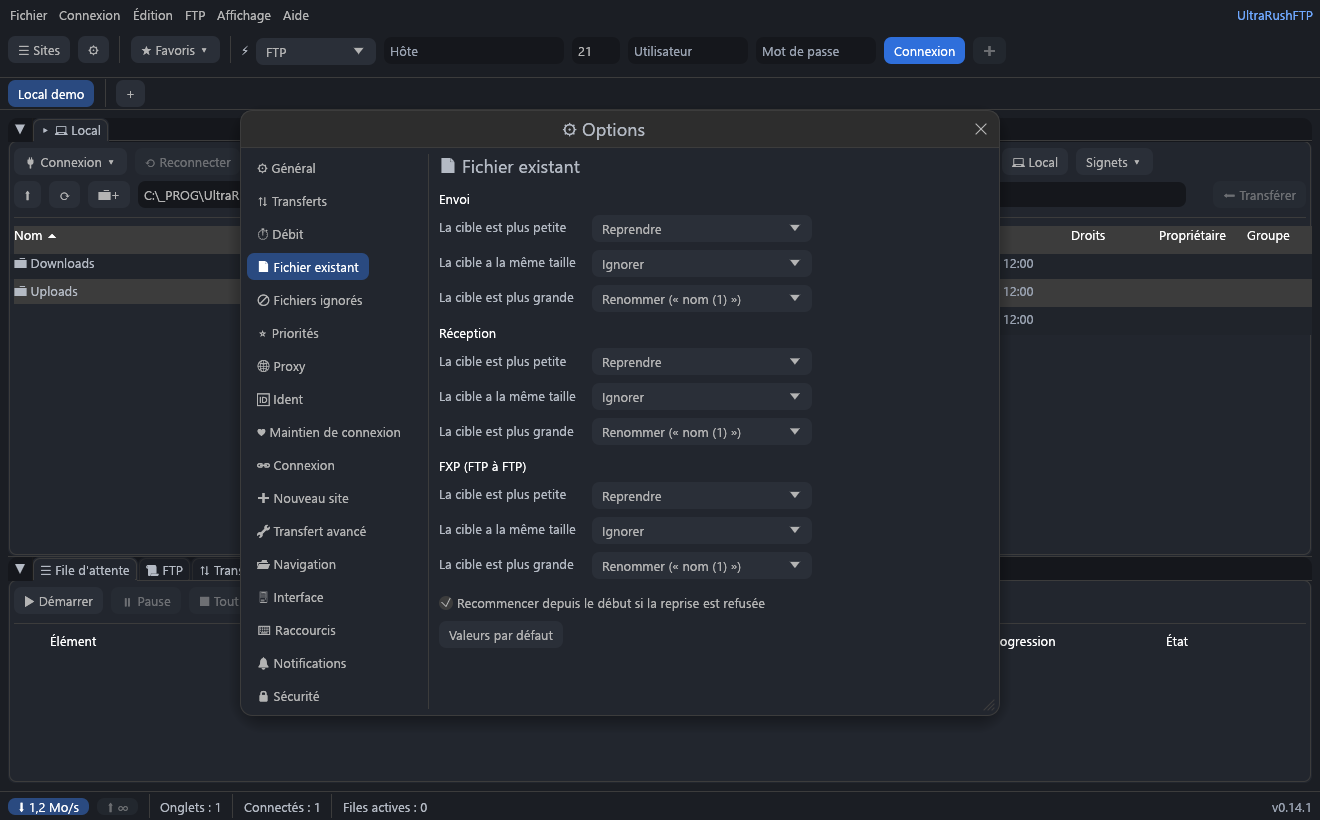 Fichier Connexion Édition FTP Affichage Aide UltraRushFTP
Sites Favoris FTP Hôte 21 Utilisateur Mot de passe Connexion +
Local demo +
Local
Connexion Reconnecter
C:\_PROG\UltraR
Nom
Downloads
Uploads
Options
Général
Transferts
Débit
Fichier existant
Fichiers ignorés
Priorités
Proxy
ID Ident
Maintien de connexion
Connexion
Nouveau site
Transfert avancé
Navigation
Interface
Raccourcis
Notifications
Sécurité
Fichier existant
Envoi
La cible est plus petite Reprendre
La cible a la même taille Ignorer
La cible est plus grande Renommer (« nom (1) »)
Réception
La cible est plus petite Reprendre
La cible a la même taille Ignorer
La cible est plus grande Renommer (« nom (1) »)
FXP (FTP à FTP)
La cible est plus petite Reprendre
La cible a la même taille Ignorer
La cible est plus grande Renommer (« nom (1) »)
Recommencer depuis le début si la reprise est refusée
Valeurs par défaut
Local Signets
Transférer
Droits Propriétaire Groupe
12:00
12:00
12:00
File d'attente FTP Trans
Démarrer Pause Tout
Élément ogression État
1,2 Mo/s ∞ Onglets : 1 Connectés : 1 Files actives : 0 v0.14.1